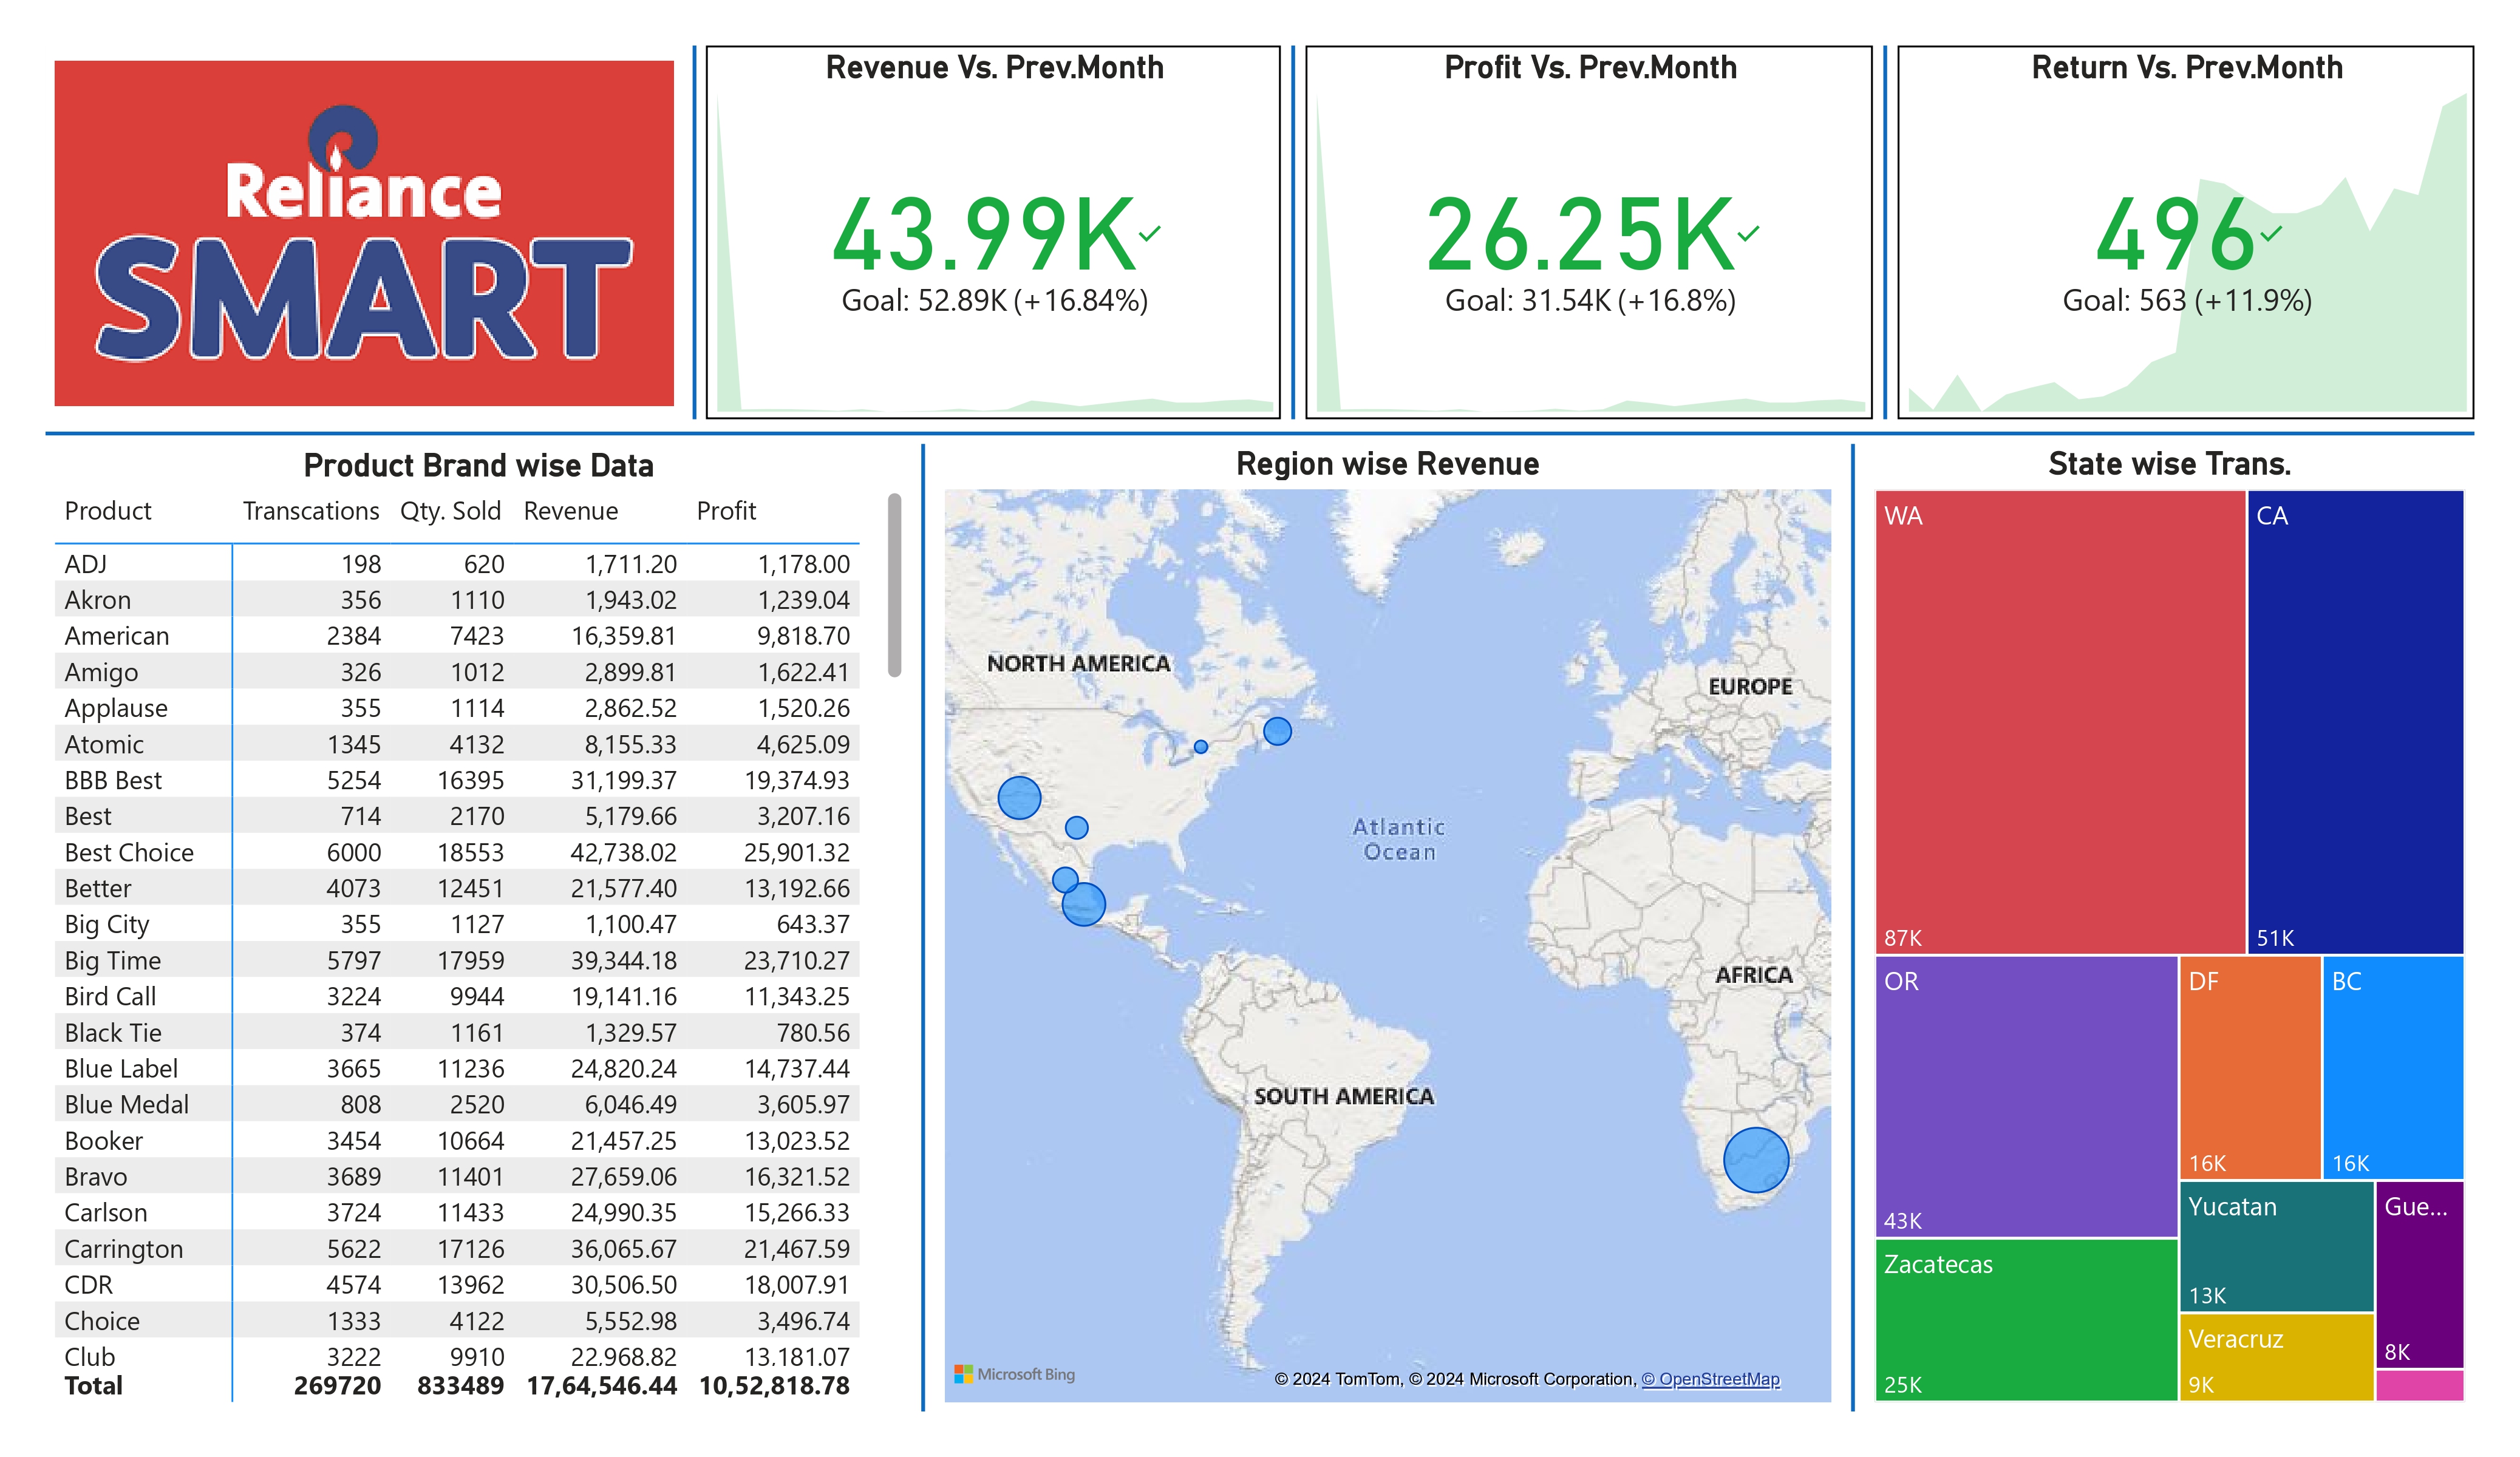 Reliance
SMART
Revenue Vs. Prev.Month
43.99K
Goal: 52.89K (+16.84%)
Profit Vs. Prev.Month
26.25K
Goal: 31.54K (+16.8%)
Return Vs. Prev.Month
496
Goal: 563 (+11.9%)
Product Brand wise Data
Product Transcations Qty. Sold Revenue Profit
ADJ 198 620 1,711.20 1,178.00
Akron 356 1110 1,943.02 1,239.04
American 2384 7423 16,359.81 9,818.70
Amigo 326 1012 2,899.81 1,622.41
Applause 355 1114 2,862.52 1,520.26
Atomic 1345 4132 8,155.33 4,625.09
BBB Best 5254 16395 31,199.37 19,374.93
Best 714 2170 5,179.66 3,207.16
Best Choice 6000 18553 42,738.02 25,901.32
Better 4073 12451 21,577.40 13,192.66
Big City 355 1127 1,100.47 643.37
Big Time 5797 17959 39,344.18 23,710.27
Bird Call 3224 9944 19,141.16 11,343.25
Black Tie 374 1161 1,329.57 780.56
Blue Label 3665 11236 24,820.24 14,737.44
Blue Medal 808 2520 6,046.49 3,605.97
Booker 3454 10664 21,457.25 13,023.52
Bravo 3689 11401 27,659.06 16,321.52
Carlson 3724 11433 24,990.35 15,266.33
Carrington 5622 17126 36,065.67 21,467.59
CDR 4574 13962 30,506.50 18,007.91
Choice 1333 4122 5,552.98 3,496.74
Club 3222 9910 22,968.82 13,181.07
Total 269720 833489 17,64,546.44 10,52,818.78
Region wise Revenue
NORTH AMERICA
EUROPE
Atlantic
Ocean
AFRICA
SOUTH AMERICA
Microsoft Bing
© 2024 TomTom, © 2024 Microsoft Corporation, © OpenStreetMap
State wise Trans.
WA
87K
CA
51K
OR
43K
DF
16K
BC
16K
Zacatecas
25K
Yucatan
13K
Gue...
8K
Veracruz
9K